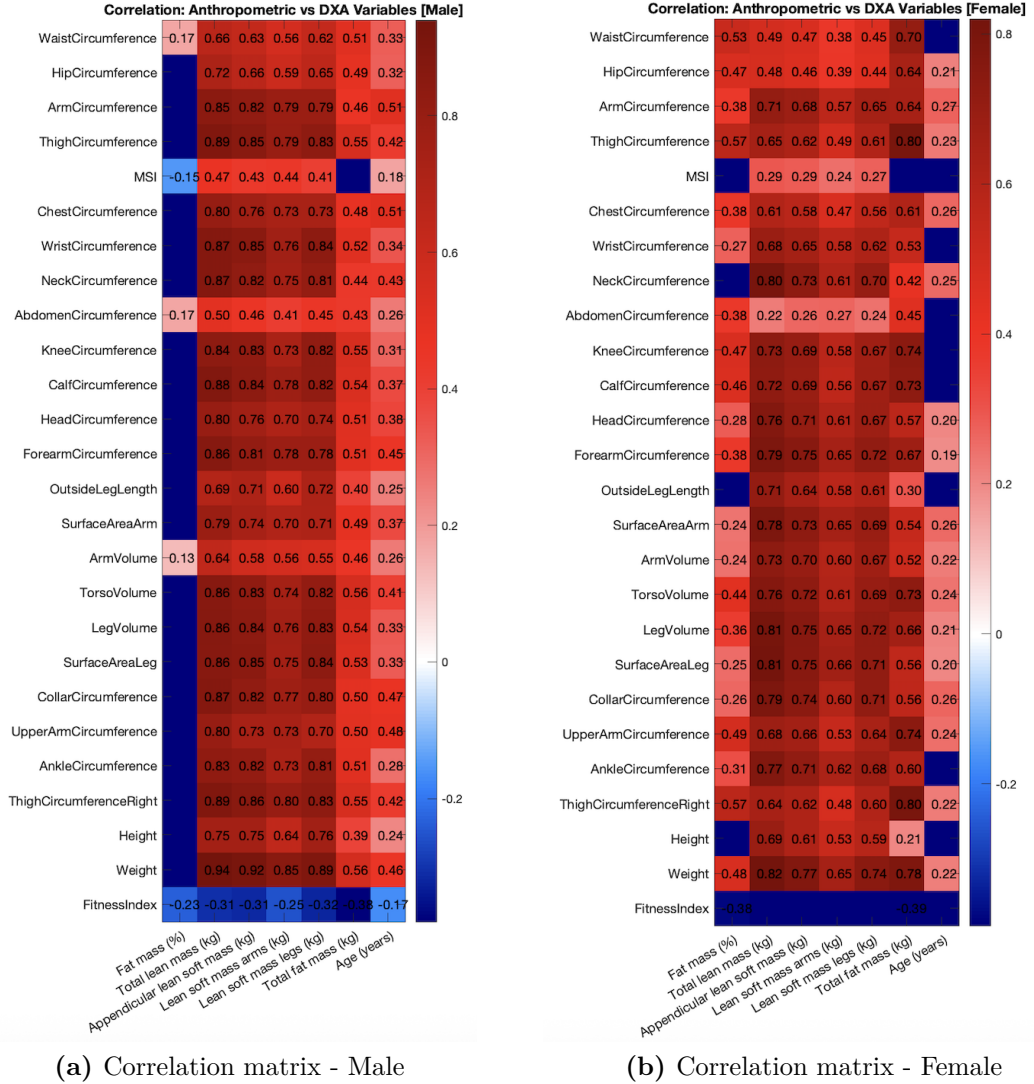 Correlation: Anthropometric vs DXA Variables [Male]
WaistCircumference 0.17 0.66 0.63 0.56 0.62 0.51 0.33
HipCircumference 0.72 0.66 0.59 0.65 0.49 0.32
ArmCircumference 0.85 0.82 0.79 0.79 0.46 0.51
ThighCircumference 0.89 0.85 0.79 0.83 0.55 0.42
MSI -0.15 0.47 0.43 0.44 0.41 0.18
ChestCircumference 0.80 0.76 0.73 0.73 0.48 0.51
WristCircumference 0.87 0.85 0.76 0.84 0.52 0.34
NeckCircumference 0.87 0.82 0.75 0.81 0.44 0.43
AbdomenCircumference 0.17 0.50 0.46 0.41 0.45 0.43 0.26
KneeCircumference 0.84 0.83 0.73 0.82 0.55 0.31
CalfCircumference 0.88 0.84 0.78 0.82 0.54 0.37
HeadCircumference 0.80 0.76 0.70 0.74 0.51 0.38
ForearmCircumference 0.86 0.81 0.78 0.78 0.51 0.45
OutsideLegLength 0.69 0.71 0.60 0.72 0.40 0.25
SurfaceAreaArm 0.79 0.74 0.70 0.71 0.49 0.37
ArmVolume 0.13 0.64 0.58 0.56 0.55 0.46 0.26
TorsoVolume 0.86 0.83 0.74 0.82 0.56 0.41
LegVolume 0.86 0.84 0.76 0.83 0.54 0.33
SurfaceAreaLeg 0.86 0.85 0.75 0.84 0.53 0.33
CollarCircumference 0.87 0.82 0.77 0.80 0.50 0.47
UpperArmCircumference 0.80 0.73 0.73 0.70 0.50 0.48
AnkleCircumference 0.83 0.82 0.73 0.81 0.51 0.28
ThighCircumferenceRight 0.89 0.86 0.80 0.83 0.55 0.42
Height 0.75 0.75 0.64 0.76 0.39 0.24
Weight 0.94 0.92 0.85 0.89 0.56 0.46
FitnessIndex -0.23 -0.31 -0.31 -0.25 -0.32 -0.17
Fat mass (%)
Total lean mass (kg)
Appendicular lean soft mass (kg)
Lean soft mass arms (kg)
Lean soft mass legs (kg)
Total fat mass (kg)
Age (years)
0.8
0.6
0.4
0.2
0
-0.2
(a) Correlation matrix - Male
Correlation: Anthropometric vs DXA Variables [Female]
WaistCircumference 0.53 0.49 0.47 0.38 0.45 0.70
HipCircumference 0.47 0.48 0.46 0.39 0.44 0.64 0.21
ArmCircumference 0.38 0.71 0.68 0.57 0.65 0.64 0.27
ThighCircumference 0.57 0.65 0.62 0.49 0.61 0.80 0.23
MSI 0.29 0.29 0.24 0.27
ChestCircumference 0.38 0.61 0.58 0.47 0.56 0.61 0.26
WristCircumference 0.27 0.68 0.65 0.58 0.62 0.53
NeckCircumference 0.80 0.73 0.61 0.70 0.42 0.25
AbdomenCircumference 0.38 0.22 0.26 0.27 0.24 0.45
KneeCircumference 0.47 0.73 0.69 0.58 0.67 0.74
CalfCircumference 0.46 0.72 0.69 0.56 0.67 0.73
HeadCircumference 0.28 0.76 0.71 0.61 0.67 0.57 0.20
ForearmCircumference 0.38 0.79 0.75 0.65 0.72 0.67 0.19
OutsideLegLength 0.71 0.64 0.58 0.61 0.30
SurfaceAreaArm 0.24 0.78 0.73 0.65 0.69 0.54 0.26
ArmVolume 0.24 0.73 0.70 0.60 0.67 0.52 0.22
TorsoVolume 0.44 0.76 0.72 0.61 0.69 0.73 0.24
LegVolume 0.36 0.81 0.75 0.65 0.72 0.66 0.21
SurfaceAreaLeg 0.25 0.81 0.75 0.66 0.71 0.56 0.20
CollarCircumference 0.26 0.79 0.74 0.60 0.71 0.56 0.26
UpperArmCircumference 0.49 0.68 0.66 0.53 0.64 0.74 0.24
AnkleCircumference 0.31 0.77 0.71 0.62 0.68 0.60
ThighCircumferenceRight 0.57 0.64 0.62 0.48 0.60 0.80 0.22
Height 0.69 0.61 0.53 0.59 0.21
Weight 0.48 0.82 0.77 0.65 0.74 0.78 0.22
FitnessIndex -0.38 -0.39
Fat mass (%)
Total lean mass (kg)
Appendicular lean soft mass (kg)
Lean soft mass arms (kg)
Lean soft mass legs (kg)
Total fat mass (kg)
Age (years)
0.8
0.6
0.4
0.2
0
-0.2
(b) Correlation matrix - Female